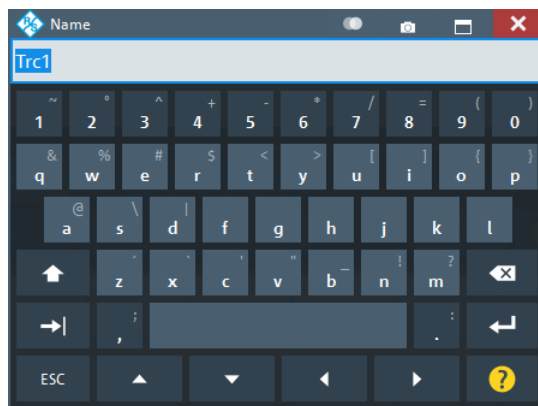 R&S Name
Trc1
~ ° ^ + - * / = ( )
1 2 3 4 5 6 7 8 9 0
& % # $ < > [ ] { }
q w e r t y u i o p
@ \ |
a s d f g h j k l
´ ` ' " _ ! ?
z x c v b n m
; :
, .
ESC ?